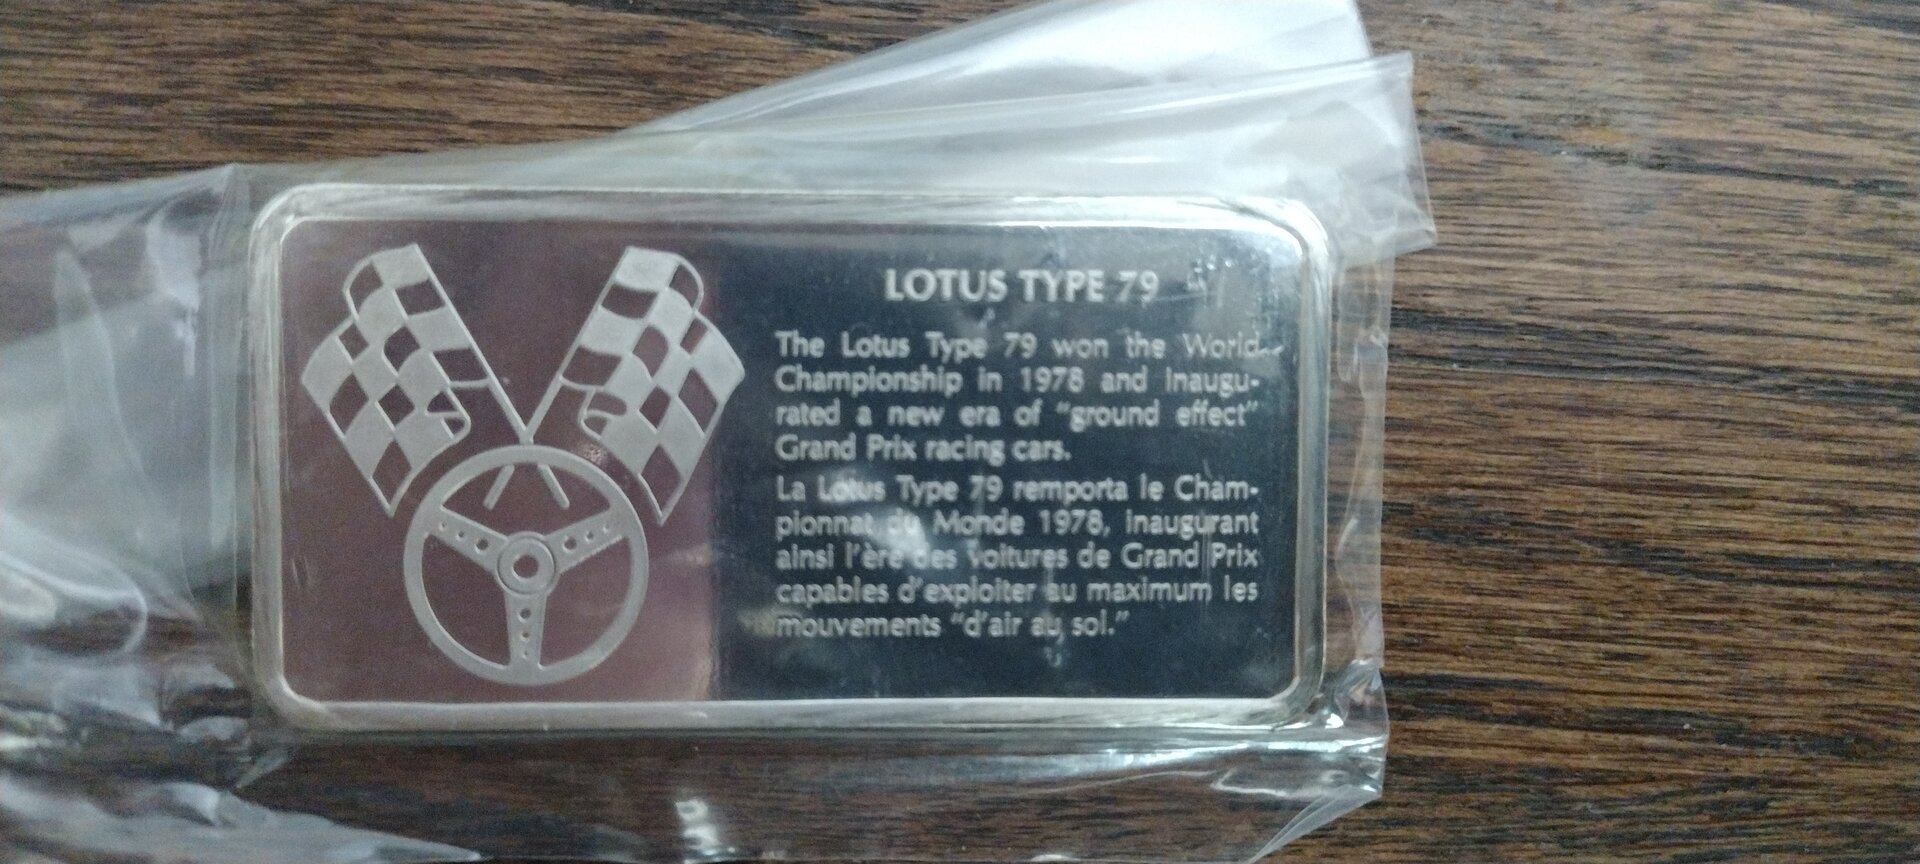 LOTUS TYPE 79
The Lotus Type 79 won the World
Championship in 1978 and inaugu-
rated a new era of "ground effect"
Grand Prix racing cars.
La Lotus Type 79 remporta le Cham-
pionnat du Monde 1978, inaugurant
ainsi l'ère des voitures de Grand Prix
capables d'exploiter au maximum les
mouvements "d'air au sol."